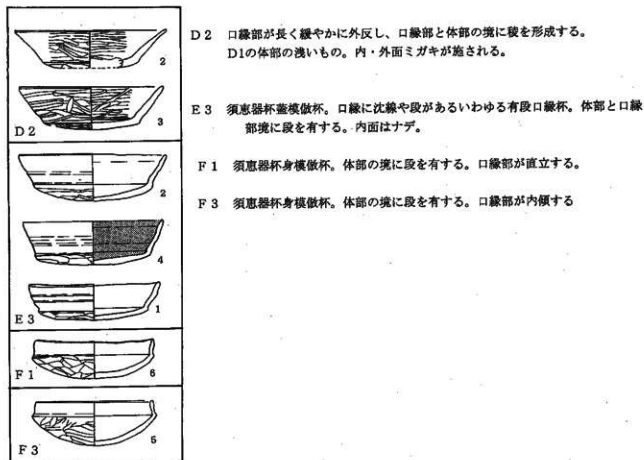 D2 口縁部が長く緩やかに外反し、口縁部と体部の境に稜を形成する。
D1の体部の浅いもの。内・外面ミガキが施される。
E3 須恵器杯蓋模倣杯。口縁に沈線や段があるいわゆる有段口縁杯。体部と口縁
部境に段を有する。内面はナデ。
F1 須恵器杯身模倣杯。体部の境に段を有する。口縁部が直立する。
F3 須恵器杯身模倣杯。体部の境に段を有する。口縁部が内傾する
2
D2
3
2
4
E3
1
F1
6
F3
5